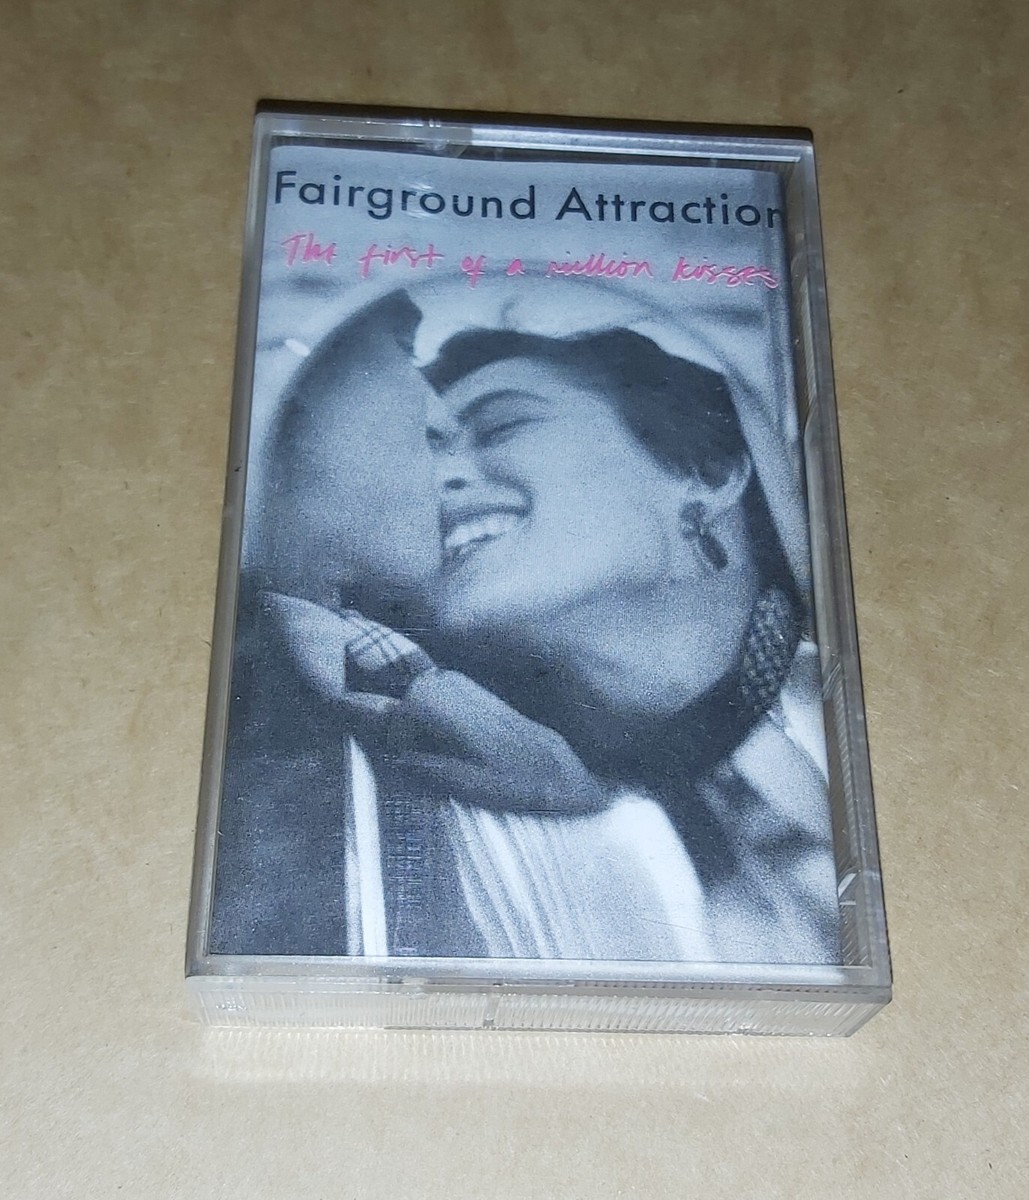 Fairground Attraction
The first of a million kisses